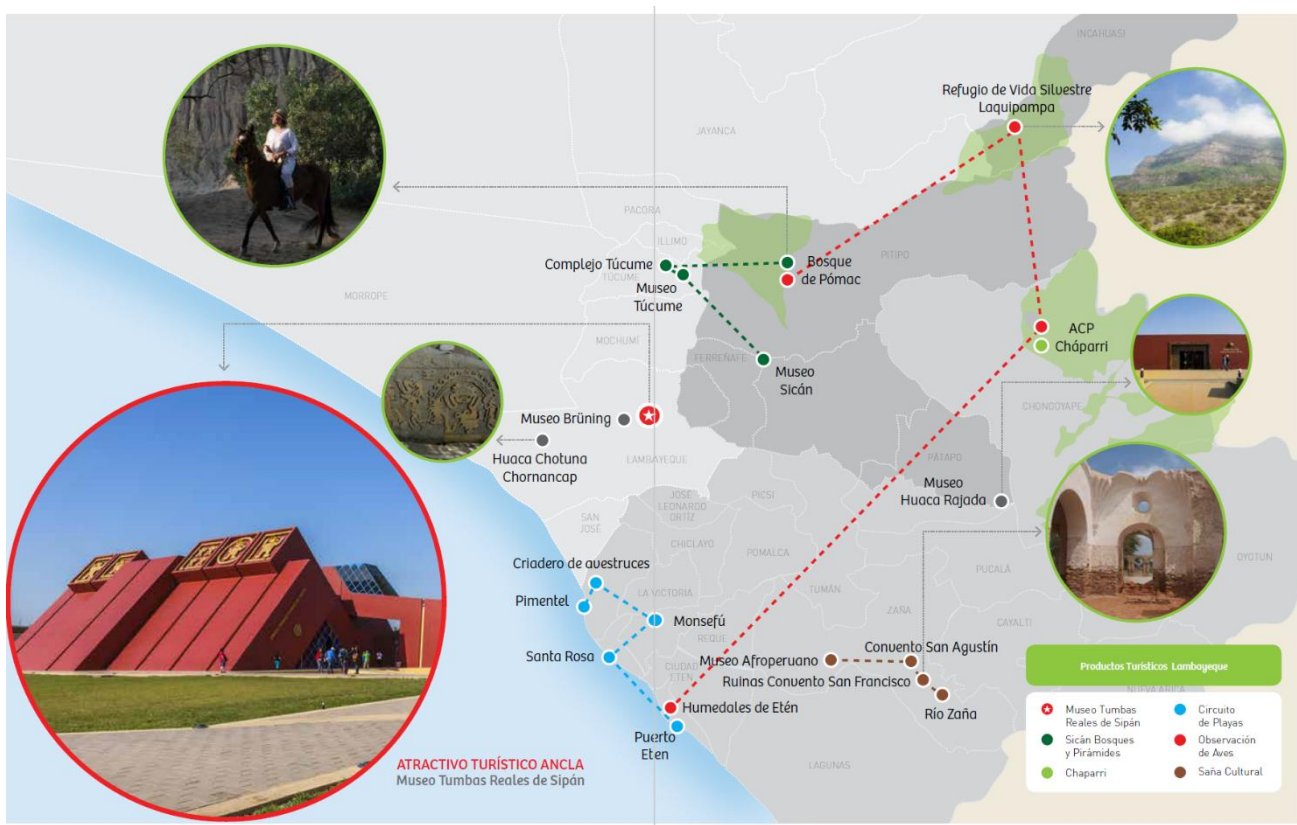 INCAHUASI
Refugio de Vida Silvestre
Laquipampa
JAYANCA
PACORA
ILLIMO
Complejo Túcume
TÚCUME
Museo
Túcume
Bosque
de Pómac
PITIPO
MORROPE
MOCHUMÍ
FERREÑAFE
Museo
Sicán
ACP
Cháparri
CHONGOYAPE
Museo Brüning
Huaca Chotuna
Chornancap
LAMBAYEQUE
PATAPO
Museo
Huaca Rajada
JOSÉ
LEONARDO
ORTÍZ
PICSI
SAN
JOSÉ
CHICLAYO
POMALCA
OYOTUN
Criadero de avestruces
PUCALÁ
Pimentel
LA VICTORIA
TUMÁN
ZAÑA
Monsefú
CAYALTI
REQUE
Santa Rosa
CIUDAD
ETEN
Museo Afroperuano
Convento San Agustín
Ruinas Convento San Francisco
Río Zaña
Humedales de Etén
Puerto
Eten
LAGUNAS
NUEVA ARICA
ATRACTIVO TURÍSTICO ANCLA
Museo Tumbas Reales de Sipán
Productos Turísticos Lambayeque
Museo Tumbas
Reales de Sipán
Sicán Bosques
y Pirámides
Chaparri
Circuito
de Playas
Observación
de Aves
Saña Cultural